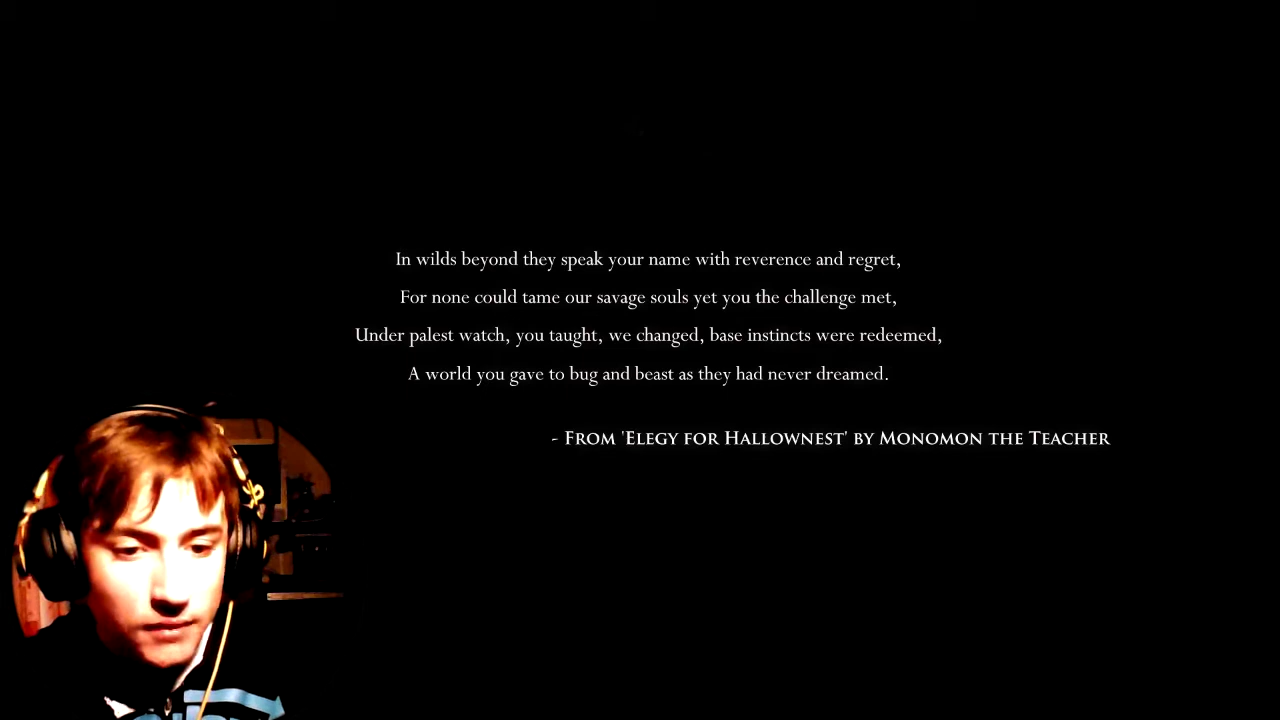 In wilds beyond they speak your name with reverence and regret,
For none could tame our savage souls yet you the challenge met,
Under palest watch, you taught, we changed, base instincts were redeemed,
A world you gave to bug and beast as they had never dreamed.
- From 'Elegy for Hallownest' by Monomon the Teacher